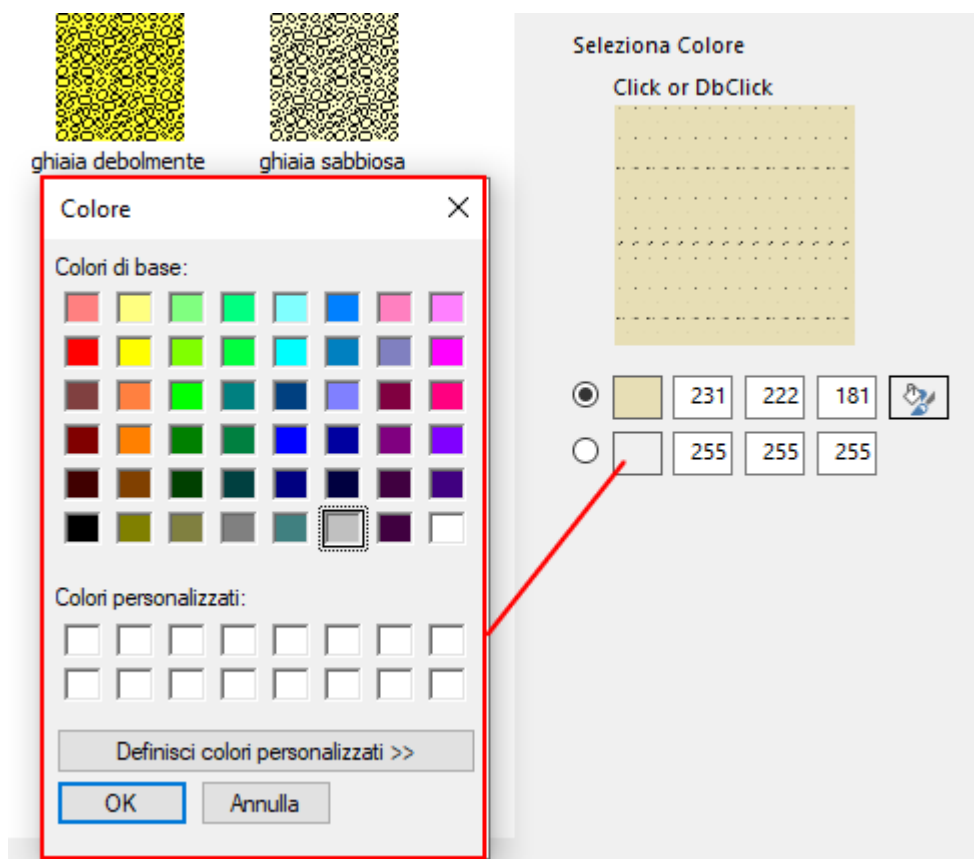 ghiaia debolmente
ghiaia sabbiosa
Colore
Colori di base:
Colori personalizzati:
Definisci colori personalizzati >>
OK
Annulla
Seleziona Colore
Click or DbClick
231 222 181
255 255 255